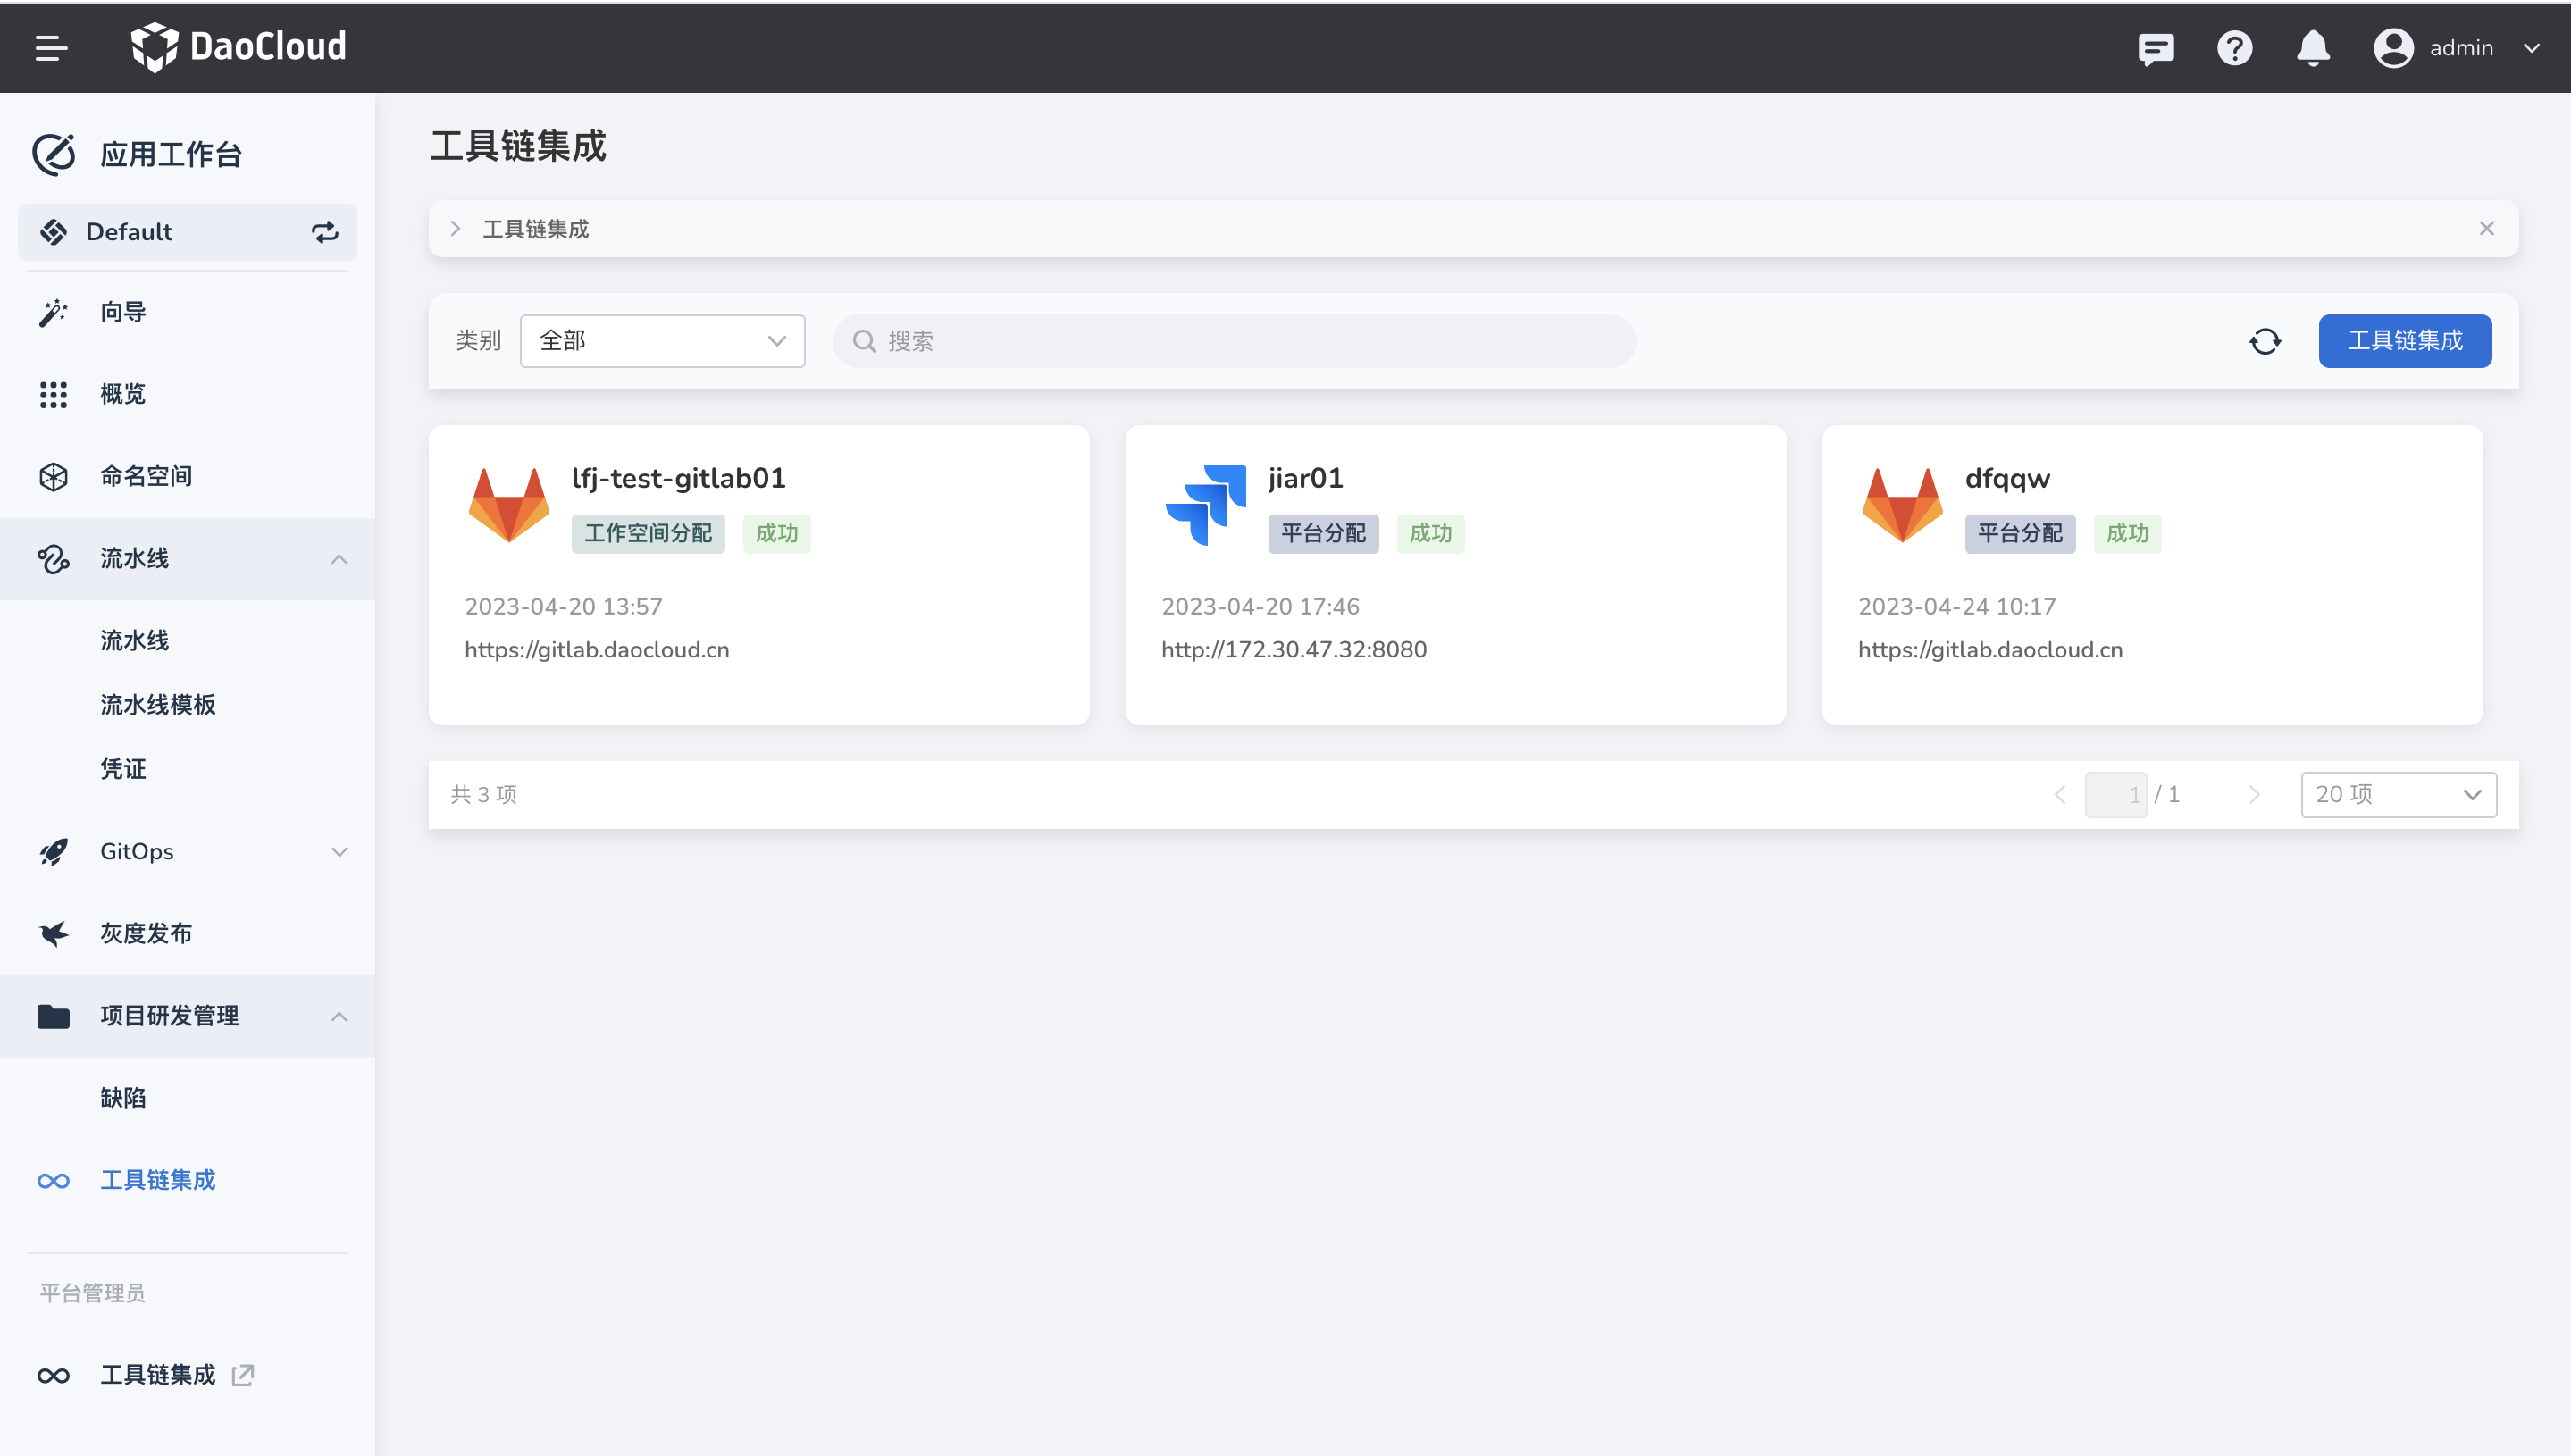 DaoCloud
admin
应用工作台
Default
向导
概览
命名空间
流水线
流水线
流水线模板
凭证
GitOps
灰度发布
项目研发管理
缺陷
工具链集成
平台管理员
工具链集成
工具链集成
工具链集成
类别 全部 搜索 工具链集成
lfj-test-gitlab01
工作空间分配 成功
2023-04-20 13:57
https://gitlab.daocloud.cn
jiar01
平台分配 成功
2023-04-20 17:46
http://172.30.47.32:8080
dfqqw
平台分配 成功
2023-04-24 10:17
https://gitlab.daocloud.cn
共 3 项 1 / 1 20 项